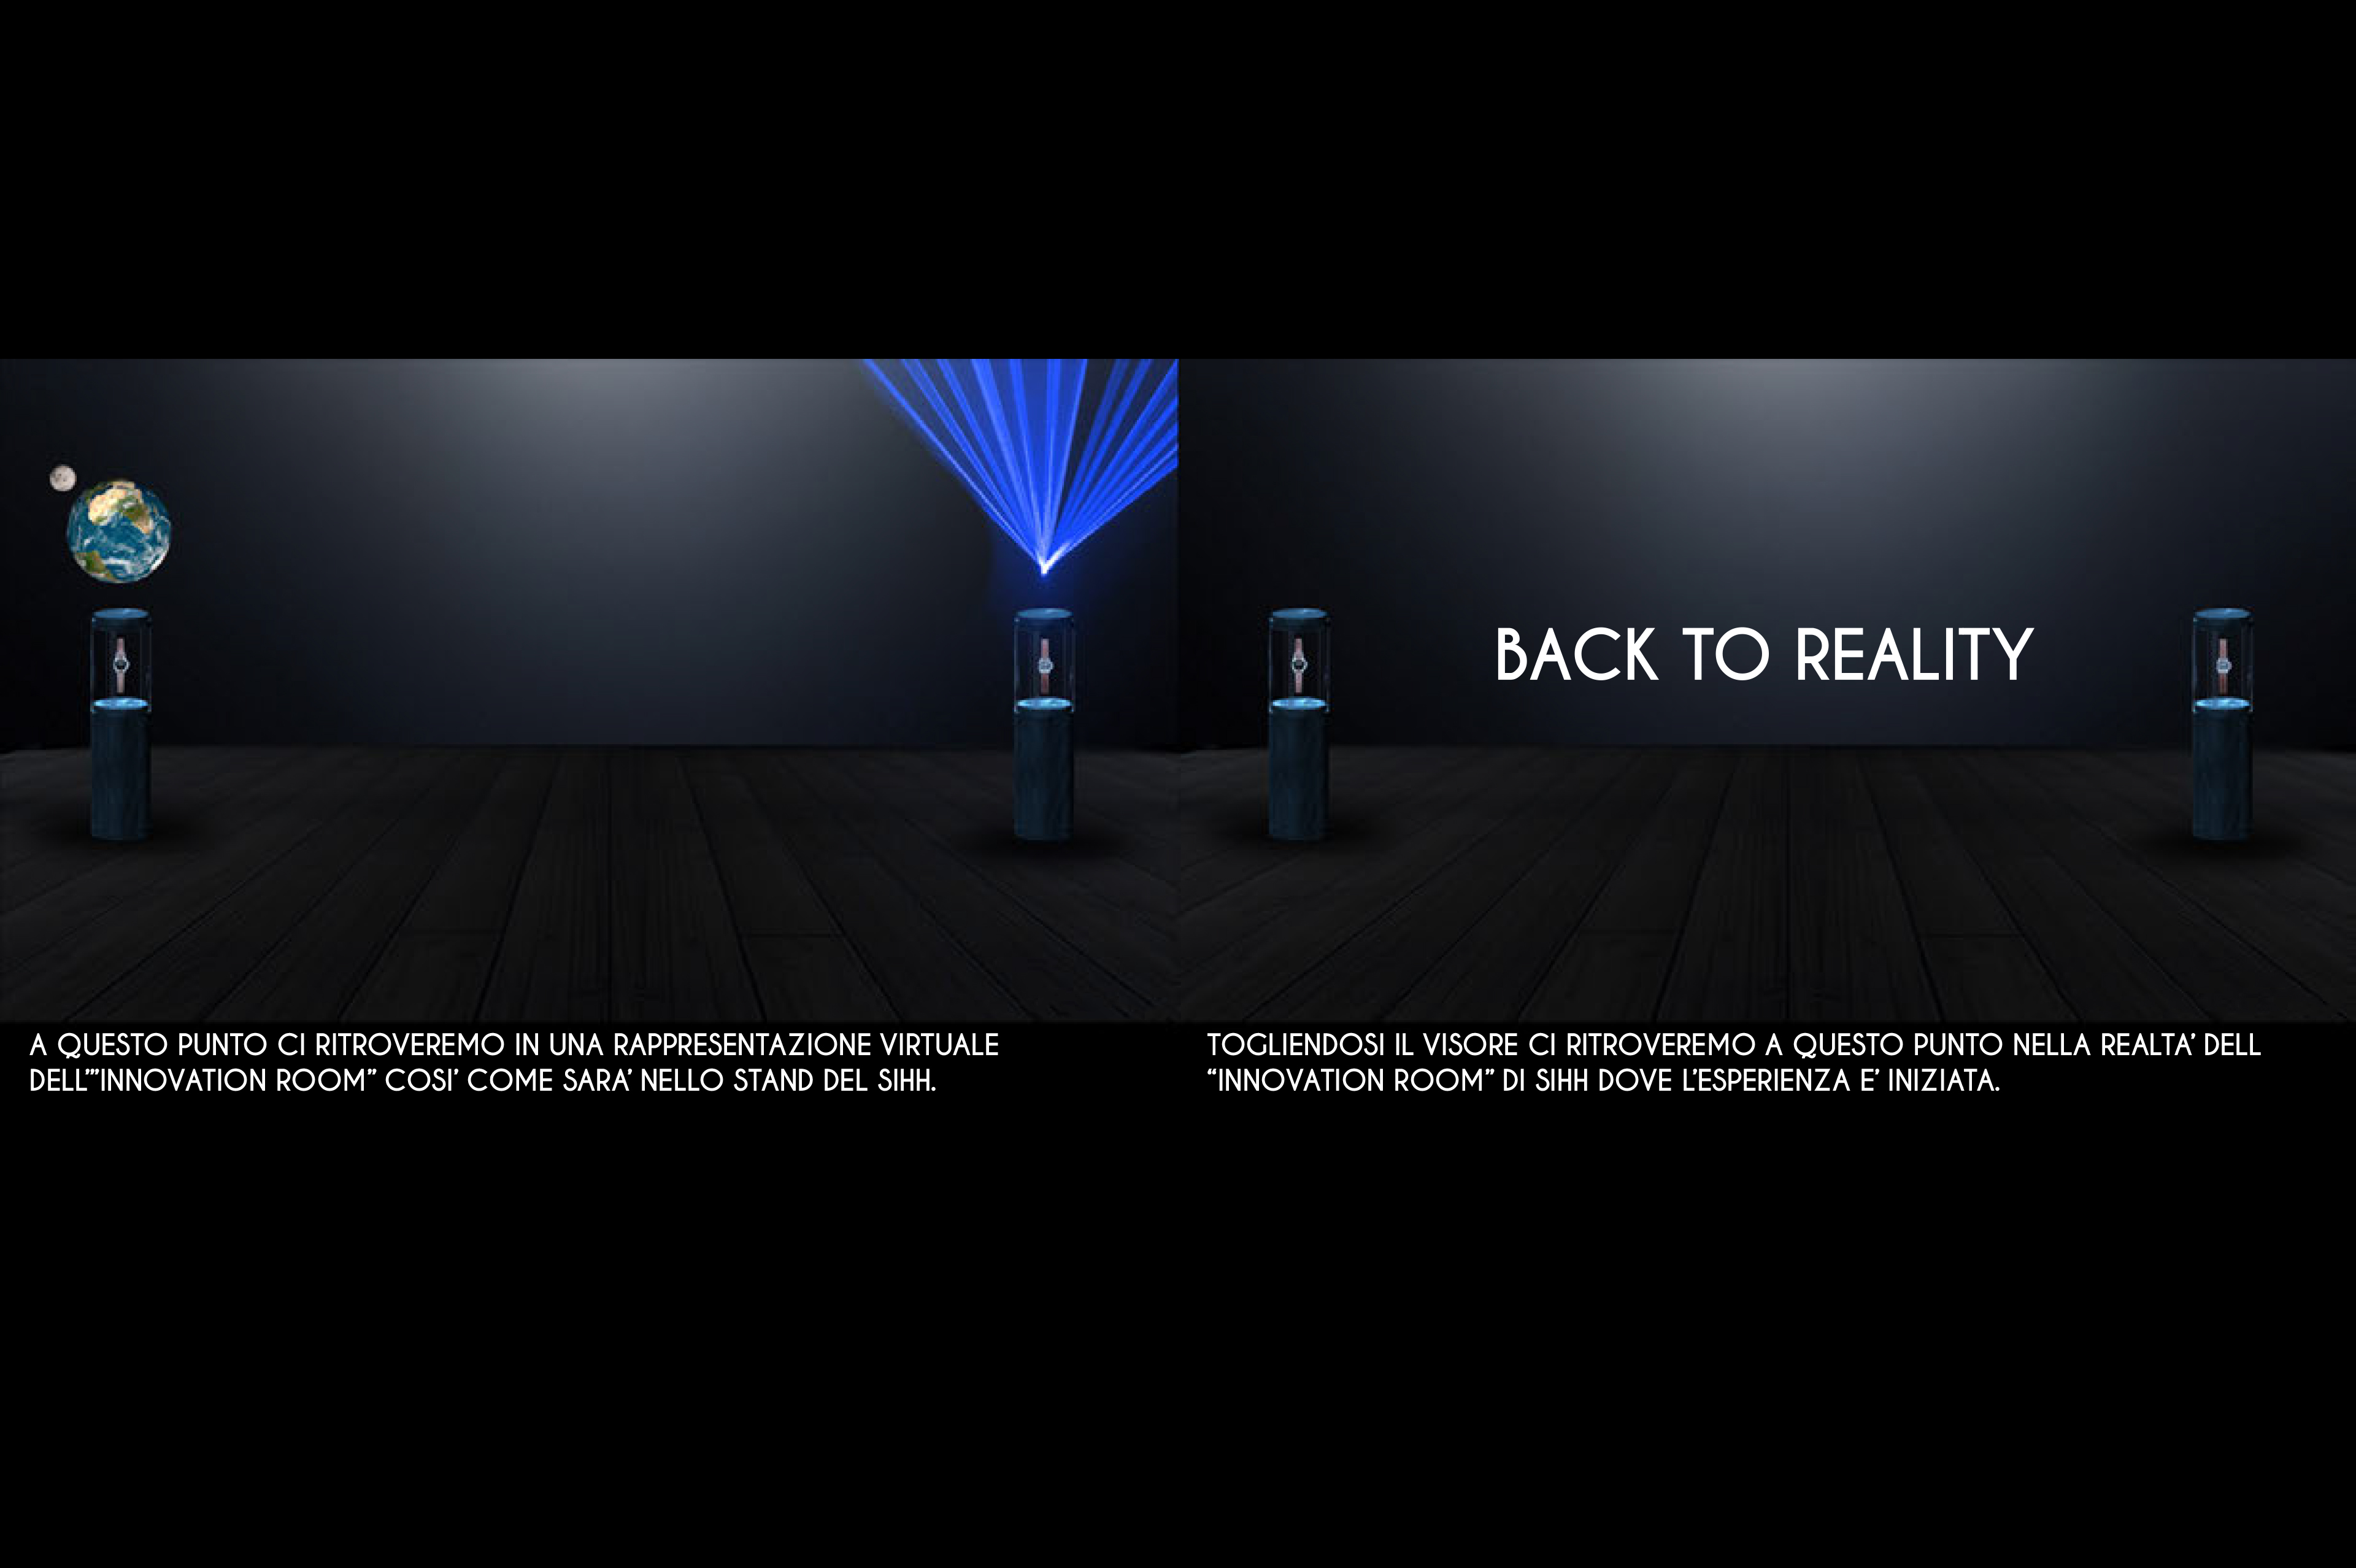 BACK TO REALITY
A QUESTO PUNTO CI RITROVEREMO IN UNA RAPPRESENTAZIONE VIRTUALE
DELL'”INNOVATION ROOM” COSI' COME SARA' NELLO STAND DEL SIHH.
TOGLIENDOSI IL VISORE CI RITROVEREMO A QUESTO PUNTO NELLA REALTA' DELL
“INNOVATION ROOM” DI SIHH DOVE L'ESPERIENZA E' INIZIATA.